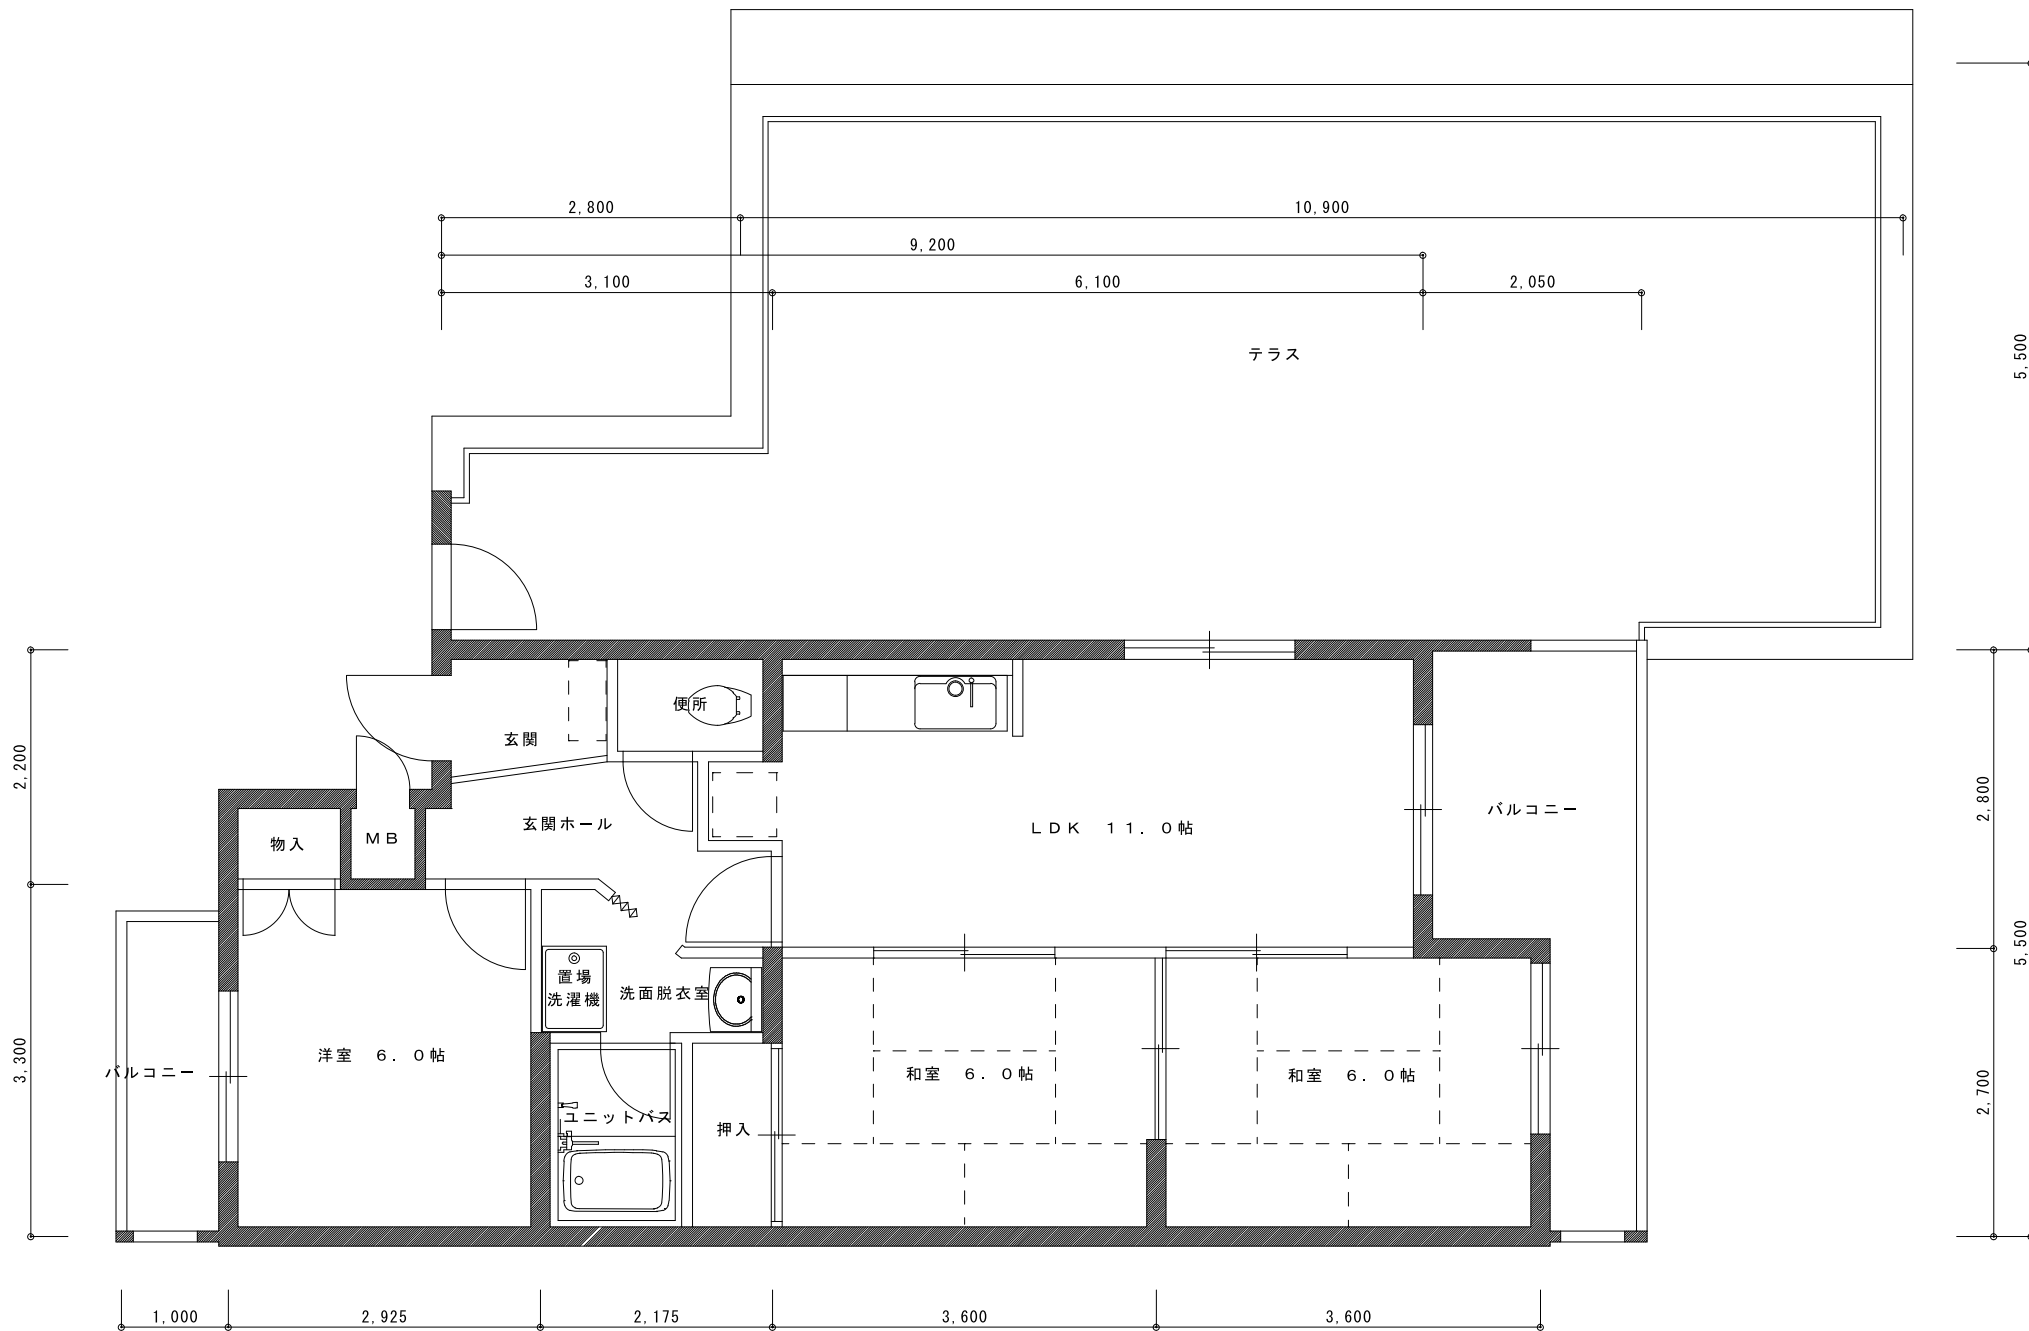 2,800
10,900
9,200
3,100
6,100
2,050
テラス
5,500
便所
玄関
2,200
玄関ホール
MB
物入
LDK 11.0帖
バルコニー
2,800
5,500
置場
洗濯機
洗面脱衣室
洋室 6.0帖
バルコニー
3,300
和室 6.0帖
和室 6.0帖
2,700
ユニットバス
押入
1,000
2,925
2,175
3,600
3,600